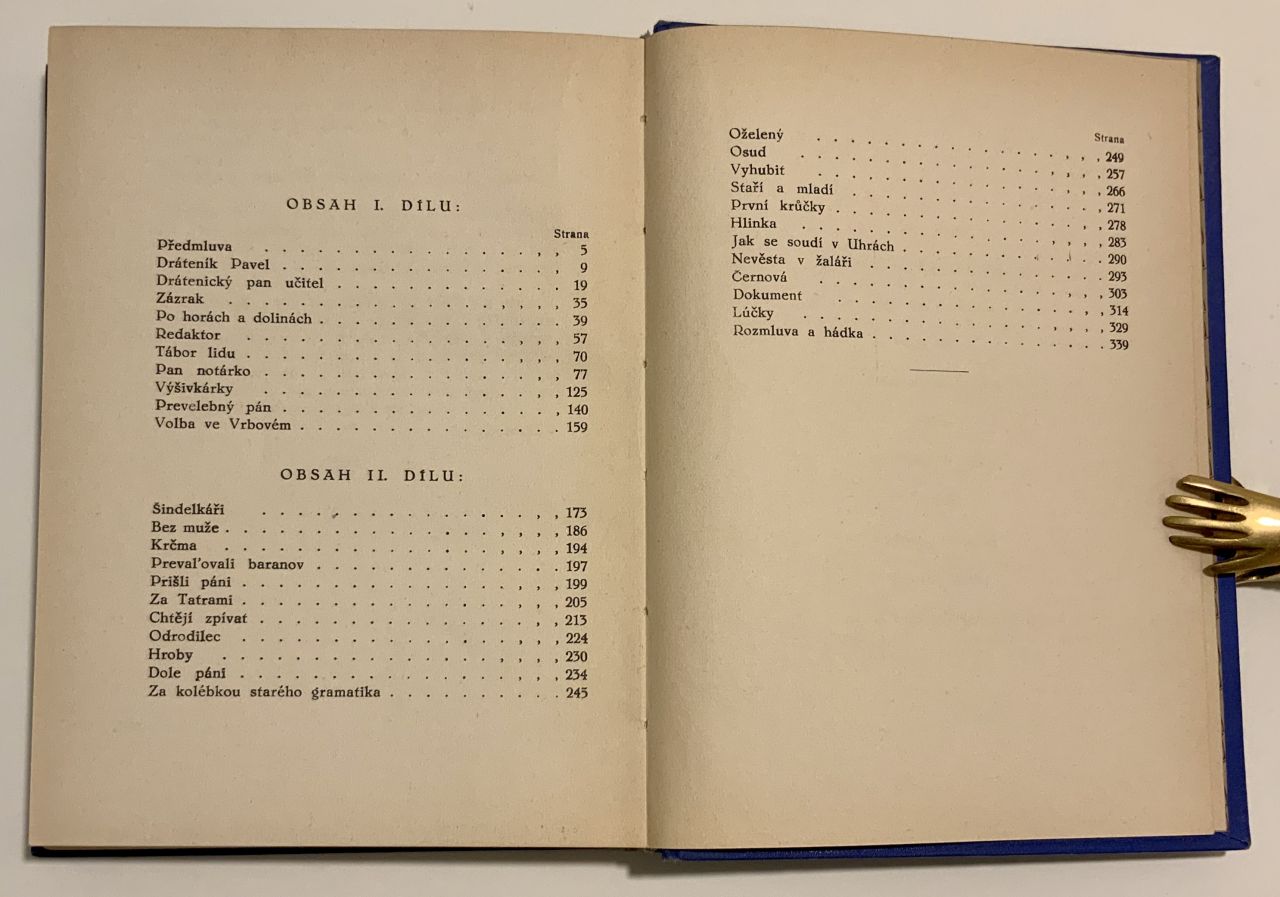 OBSAH I. DÍLU:
Strana
Předmluva . . . . . . . . . . . . . . . , , 5
Dráteník Pavel . . . . . . . . . . . . . . , , 9
Drátenický pan učitel . . . . . . . . . . . . . 19
Zázrak . . . . . . . . . . . . . . . , , , , 35
Po horách a dolinách . . . . . . . . . . . . . . 39
Redaktor . . . . . . . . . . . . . . . , , , 57
Tábor lidu . . . . . . . . . . . . . . . , , , 70
Pan notárko . . . . . . . . . . . . . . . , , 77
Výšivkárky . . . . . . . . . . . . . . . , , 125
Prevelebný pán . . . . . . . . . . . . . . , , 140
Volba ve Vrbovém . . . . . . . . . . . . . . . 159
OBSAH II. DÍLU:
Šindelkáři . . . . . . . . . . . . . . . , , 173
Bez muže . . . . . . . . . . . . . . . , , , , 186
Krčma . . . . . . . . . . . . . . . , , , , 194
Prevaľovali baranov . . . . . . . . . . . . . . 197
Prišli páni . . . . . . . . . . . . . . . , , , 199
Za Tatrami . . . . . . . . . . . . . . . , , , 205
Chtějí zpívat . . . . . . . . . . . . . . . , , 213
Odrodilec . . . . . . . . . . . . . . . , , , 224
Hroby . . . . . . . . . . . . . . . , , , , 230
Dole páni . . . . . . . . . . . . . . . , , , 234
Za kolébkou starého gramatika . . . . . . . . . . 245
Strana
Oželený . . . . . . . . . . . . . . . , , , 249
Osud . . . . . . . . . . . . . . . , , , , 257
Vyhubit . . . . . . . . . . . . . . . , , , 266
Staří a mladí . . . . . . . . . . . . . . , , 271
První krůčky . . . . . . . . . . . . . . . , , 278
Hlinka . . . . . . . . . . . . . . . , , , , 283
Jak se soudí v Uhrách . . . . . . . . . . . . 290
Nevěsta v žaláři . . . . . . . . . . . . . . 293
Černová . . . . . . . . . . . . . . . , , , 303
Dokument . . . . . . . . . . . . . . . , , 314
Lúčky . . . . . . . . . . . . . . . , , , , 329
Rozmluva a hádka . . . . . . . . . . . . . . . 339